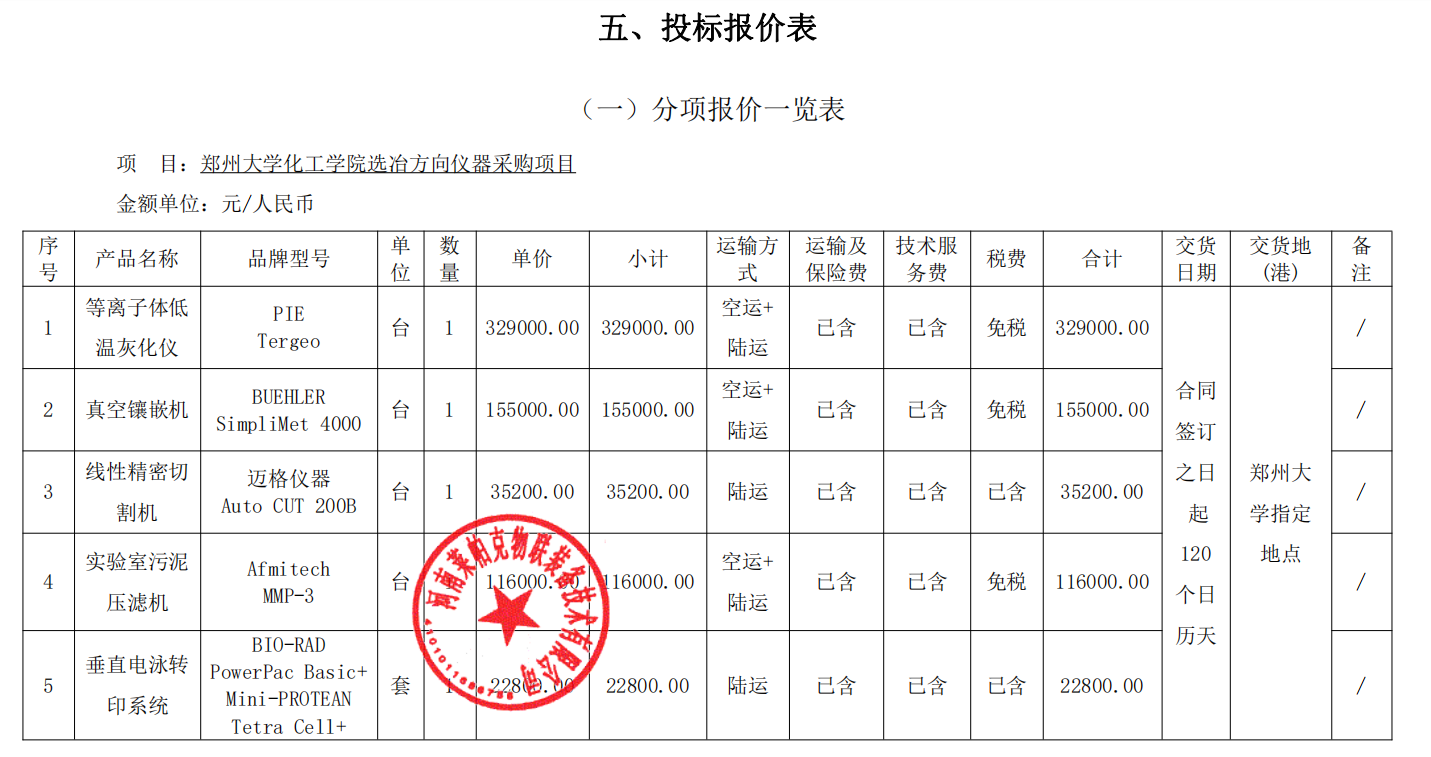 五、投标报价表
（一）分项报价一览表
项 目：郑州大学化工学院选冶方向仪器采购项目
金额单位：元/人民币
序号 产品名称 品牌型号 单位 数量 单价 小计 运输方式 运输及保险费 技术服务费 税费 合计 交货日期 交货地(港) 备注
1 等离子体低温灰化仪 PIE Tergeo 台 1 329000.00 329000.00 空运+陆运 已含 已含 免税 329000.00 合同签订之日起120个日历天 郑州大学指定地点 /
2 真空镶嵌机 BUEHLER SimpliMet 4000 台 1 155000.00 155000.00 空运+陆运 已含 已含 免税 155000.00 /
3 线性精密切割机 迈格仪器 Auto CUT 200B 台 1 35200.00 35200.00 陆运 已含 已含 已含 35200.00 /
4 实验室污泥压滤机 Afmitech MMP-3 台 116000.00 116000.00 空运+陆运 已含 已含 免税 116000.00 /
5 垂直电泳转印系统 BIO-RAD PowerPac Basic+ Mini-PROTEAN Tetra Cell+ 套 1 22800.00 22800.00 陆运 已含 已含 已含 22800.00 /
河南莱帕克物联装备技术有限公司